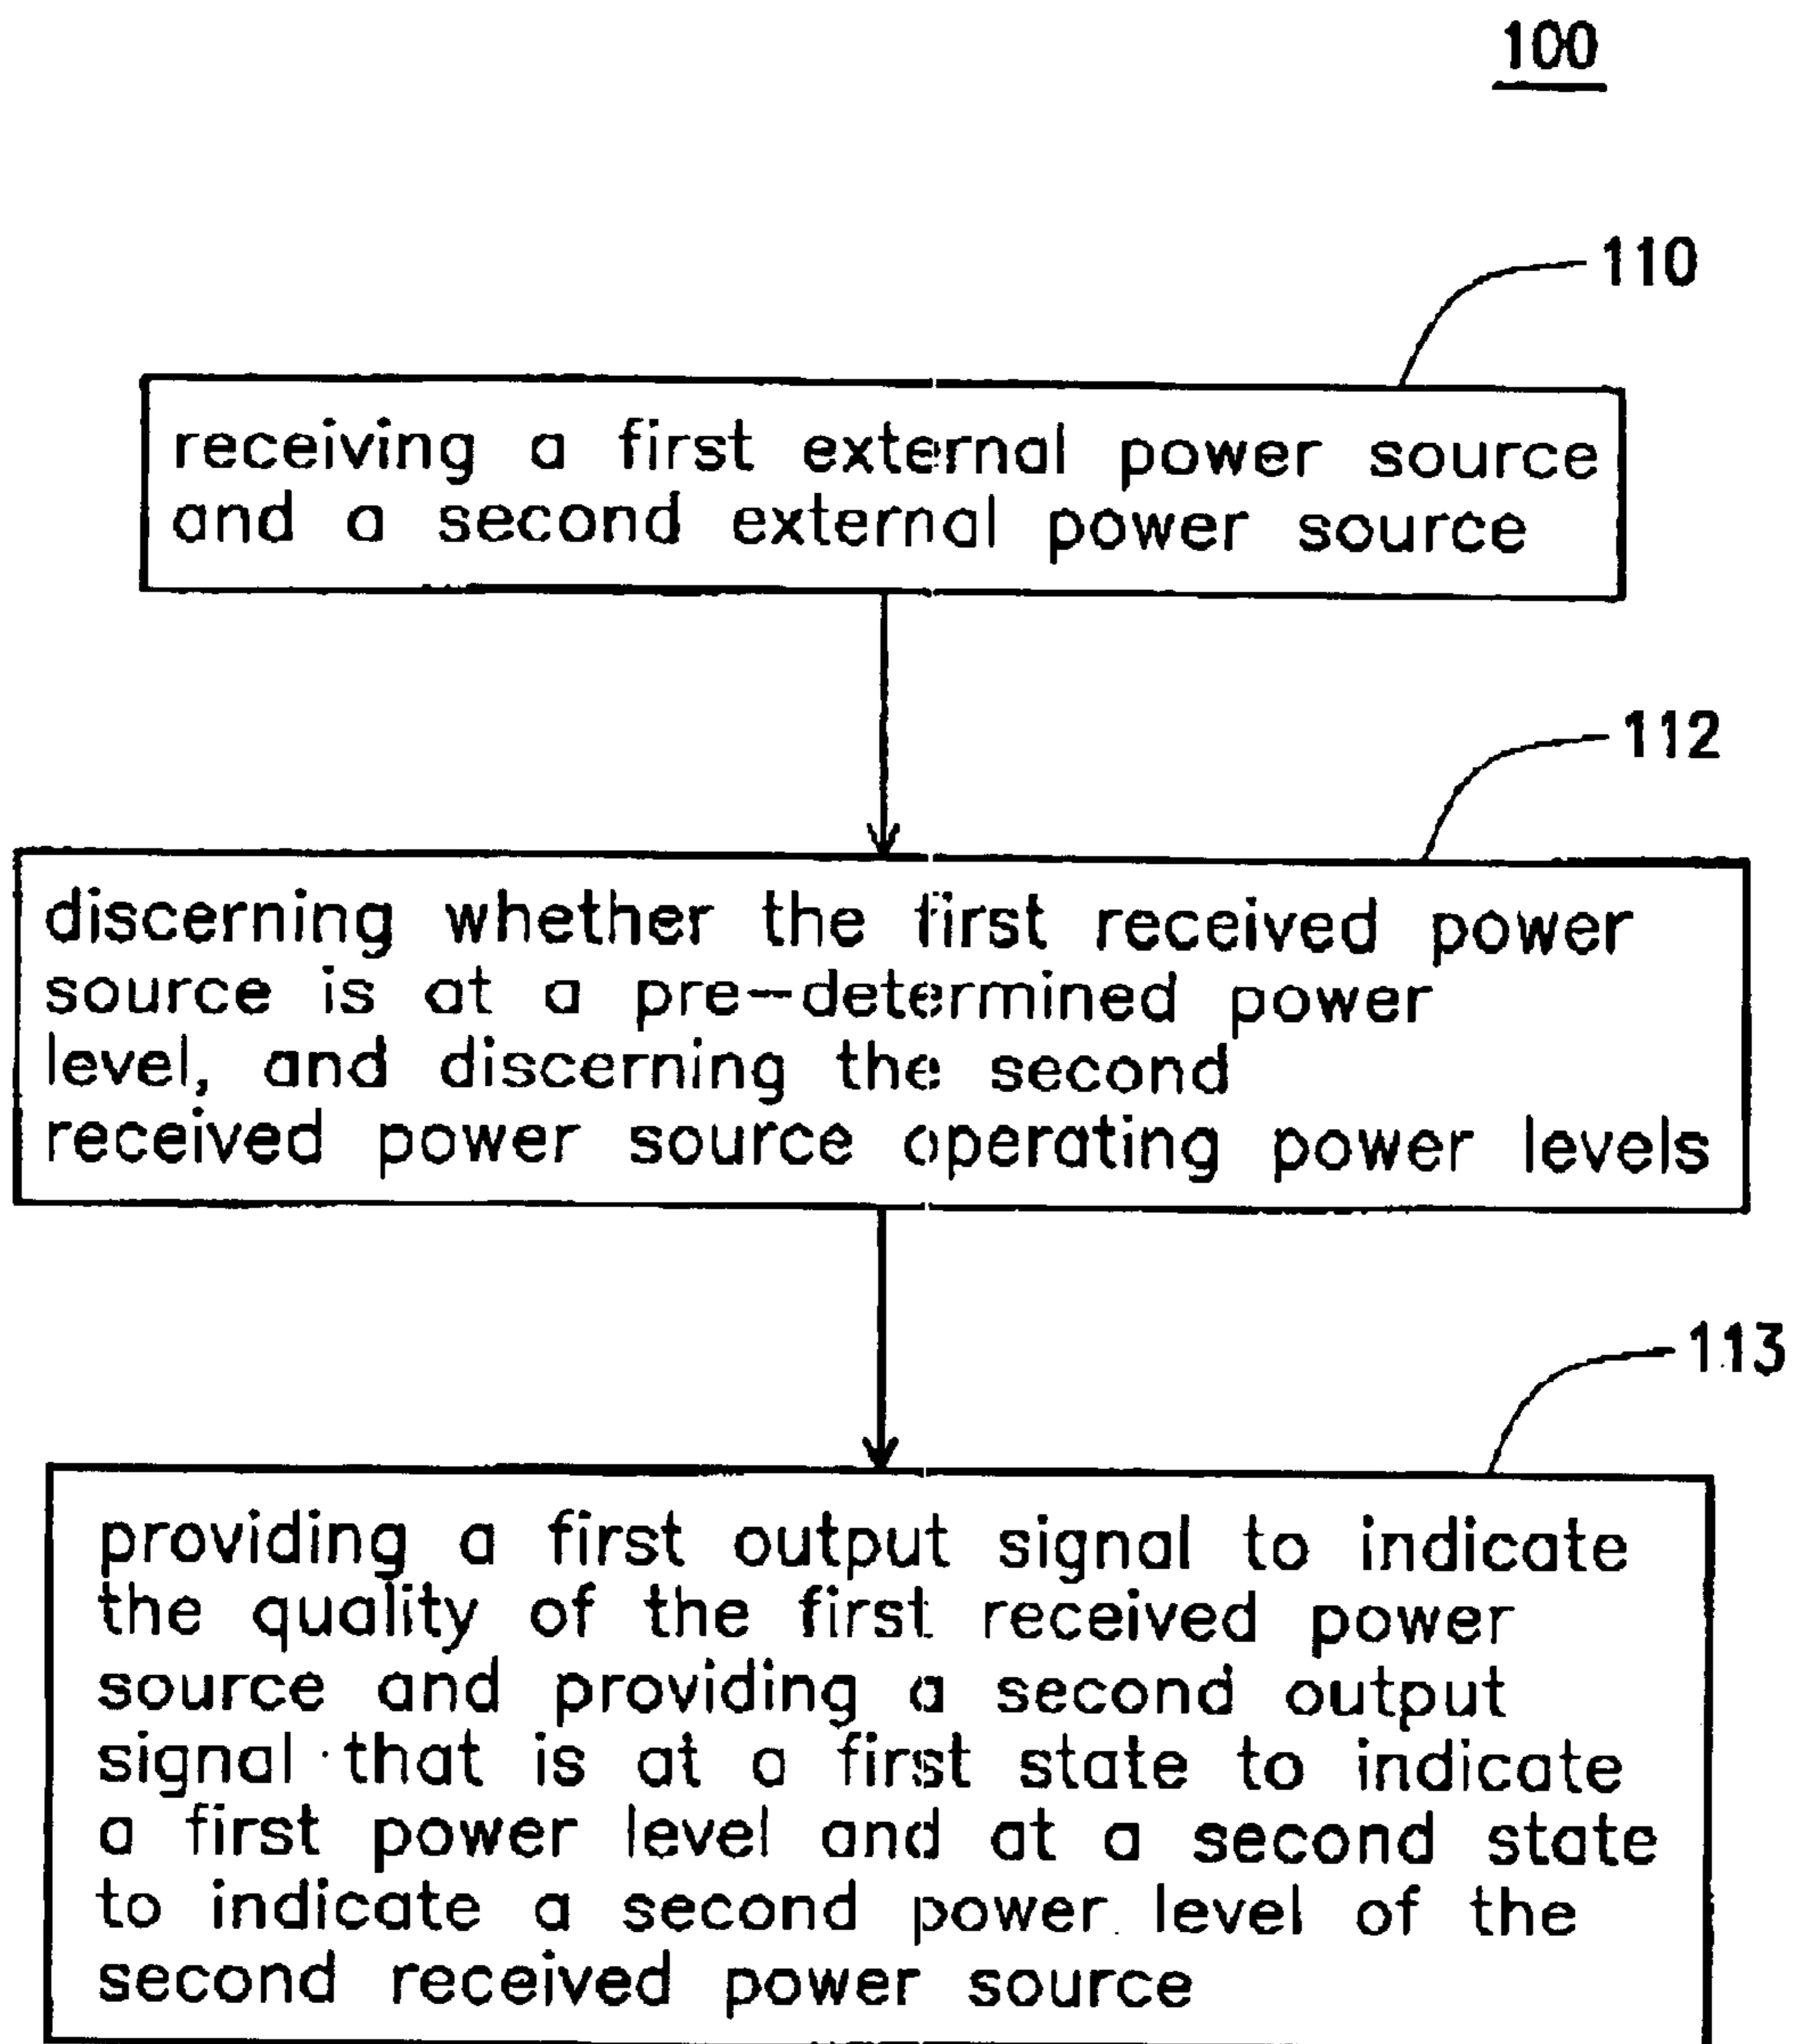 100
110
receiving a first external power source
and a second external power source
112
discerning whether the first received power
source is at a pre-determined power
level, and discerning the second
received power source operating power levels
113
providing a first output signal to indicate
the quality of the first received power
source and providing a second output
signal that is at a first state to indicate
a first power level and at a second state
to indicate a second power level of the
second received power source